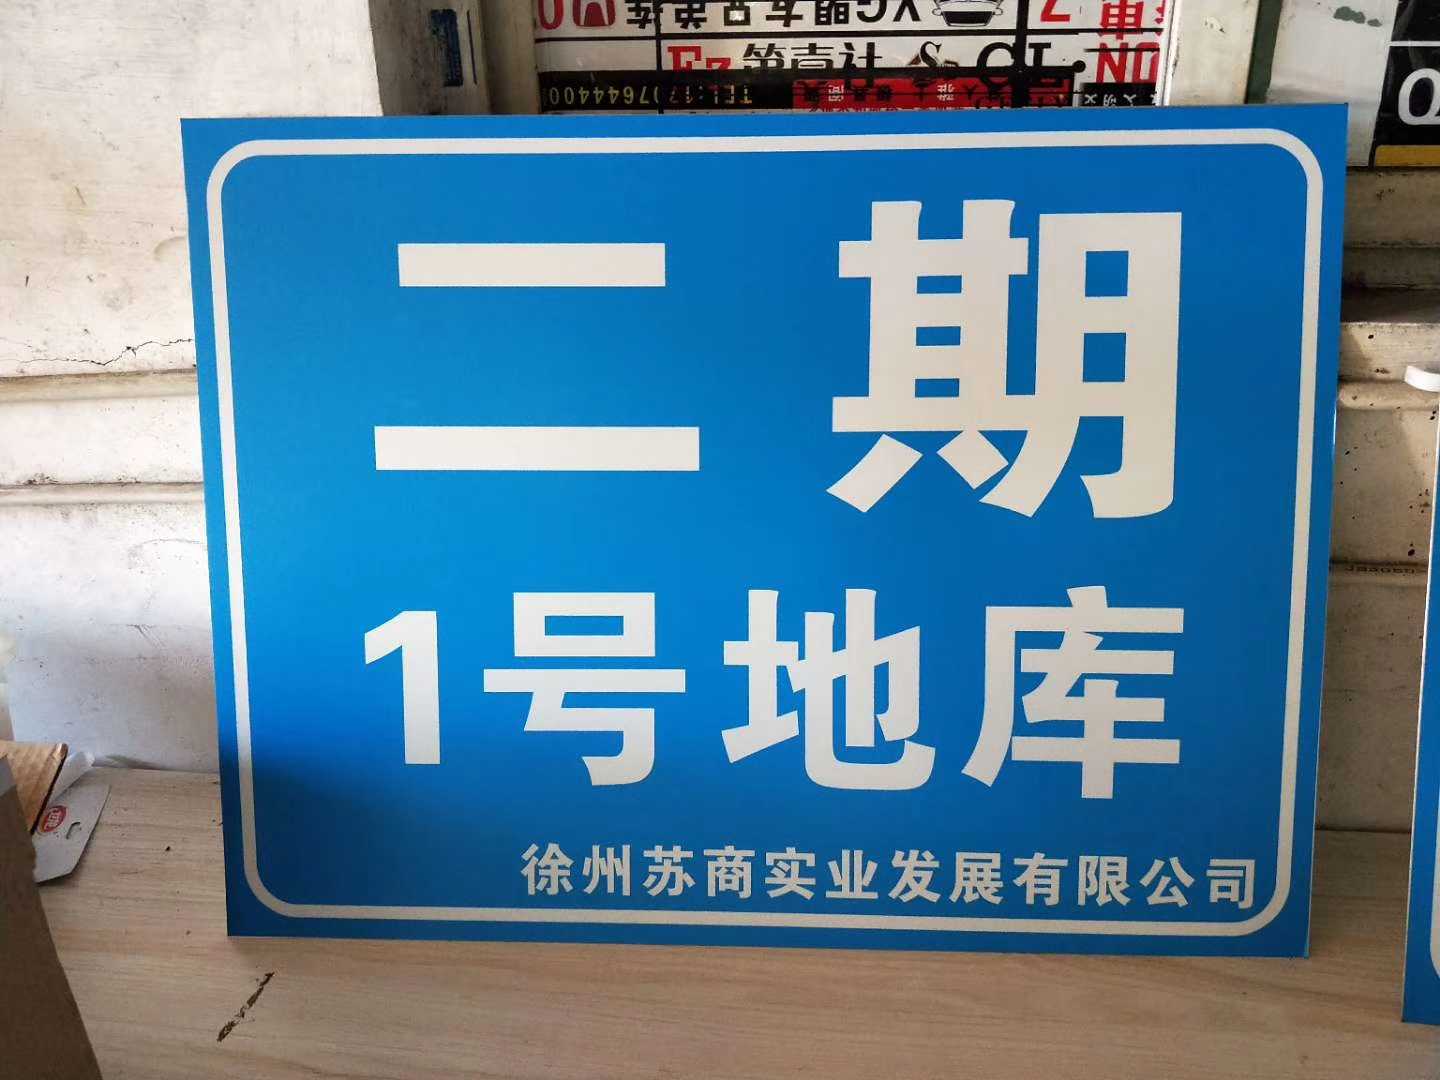 二期
1号地库
徐州苏商实业发展有限公司